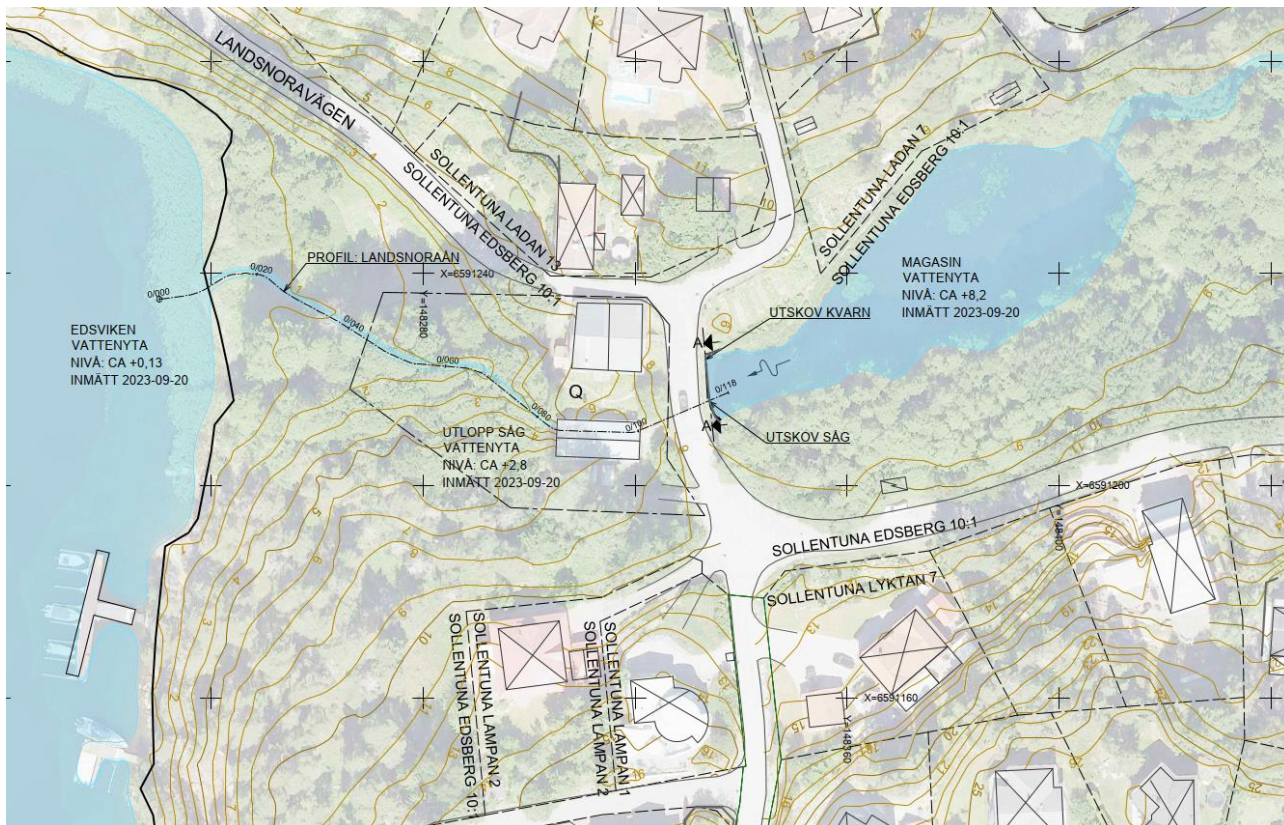 LANDSNORAVÄGEN
SOLLENTUNA LADAN 13
SOLLENTUNA EDSBERG 10:1
SOLLENTUNA LADAN 7
SOLLENTUNA EDSBERG 10:1
PROFIL: LANDSNORAÅN
X=6591240
Y=148280
0/000
0/020
0/040
0/060
0/080
0/100
0/118
EDSVIKEN
VATTENYTA
NIVÅ: CA +0,13
INMÄTT 2023-09-20
MAGASIN
VATTENYTA
NIVÅ: CA +8,2
INMÄTT 2023-09-20
UTSKOV KVARN
A
A
UTSKOV SÅG
Q
UTLOPP SÅG
VATTENYTA
NIVÅ: CA +2,8
INMÄTT 2023-09-20
X=6591200
Y=148400
SOLLENTUNA EDSBERG 10:1
SOLLENTUNA LYKTAN 7
SOLLENTUNA LAMPAN 2
SOLLENTUNA EDSBERG 10:1
SOLLENTUNA LAMPAN 1
SOLLENTUNA LAMPAN 2
X=6591160
Y=148360